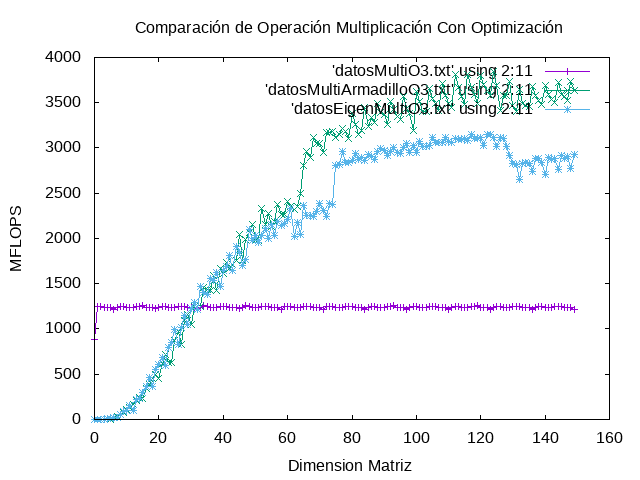 Comparación de Operación Multiplicación Con Optimización
4000
3500
3000
2500
2000
1500
1000
500
0
MFLOPS
'datosMultiO3.txt' using 2:11
'datosMultiArmadilloO3.txt' using 2:11
'datosEigenMultiO3.txt' using 2:11
0 20 40 60 80 100 120 140 160
Dimension Matriz